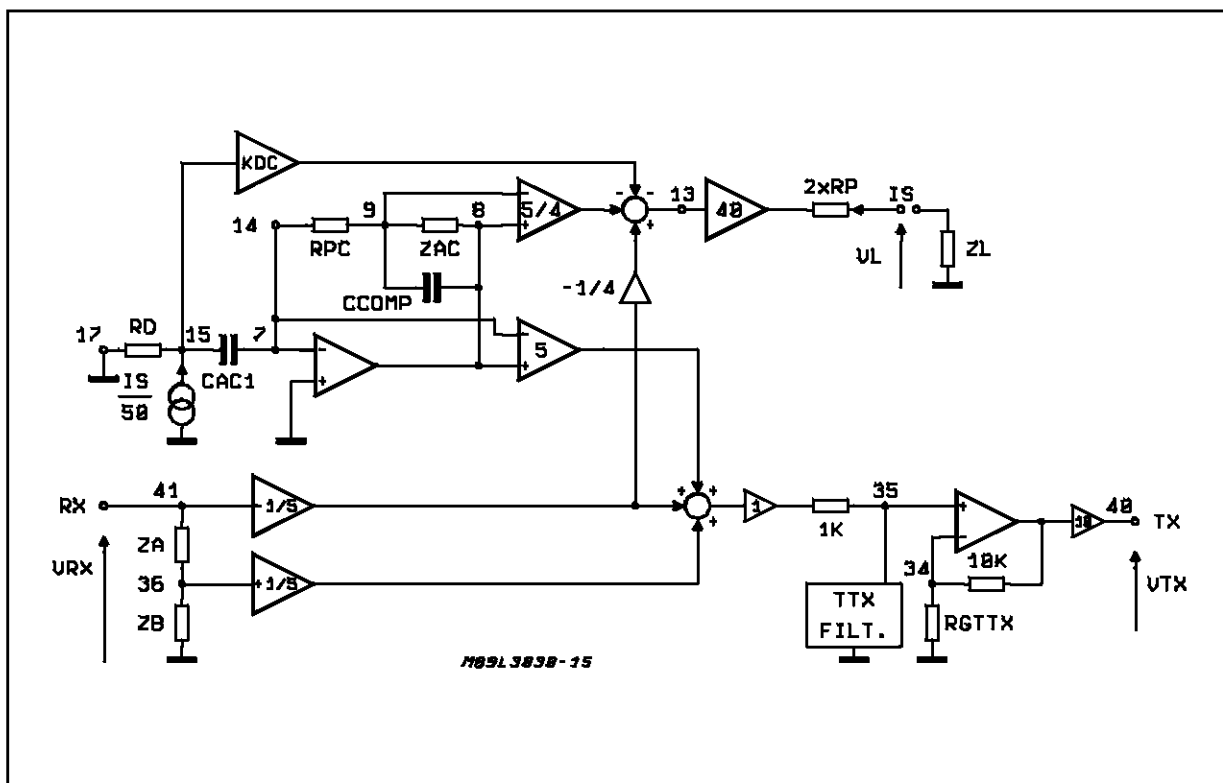 KDC
14
RPC
9
ZAC
8
5/4
-
+
- -
+
13
40
2xRP
IS
VL
ZL
CCOMP
-1/4
17
RD
15
7
CAC1
IS
50
-
+
-
5
+
RX
41
-1/5
ZA
36
+1/5
ZB
VRX
+
+
+
1
1K
35
+
-
34
10K
RGTTX
TTX
FILT.
40
TX
VTX
M89L3838-15